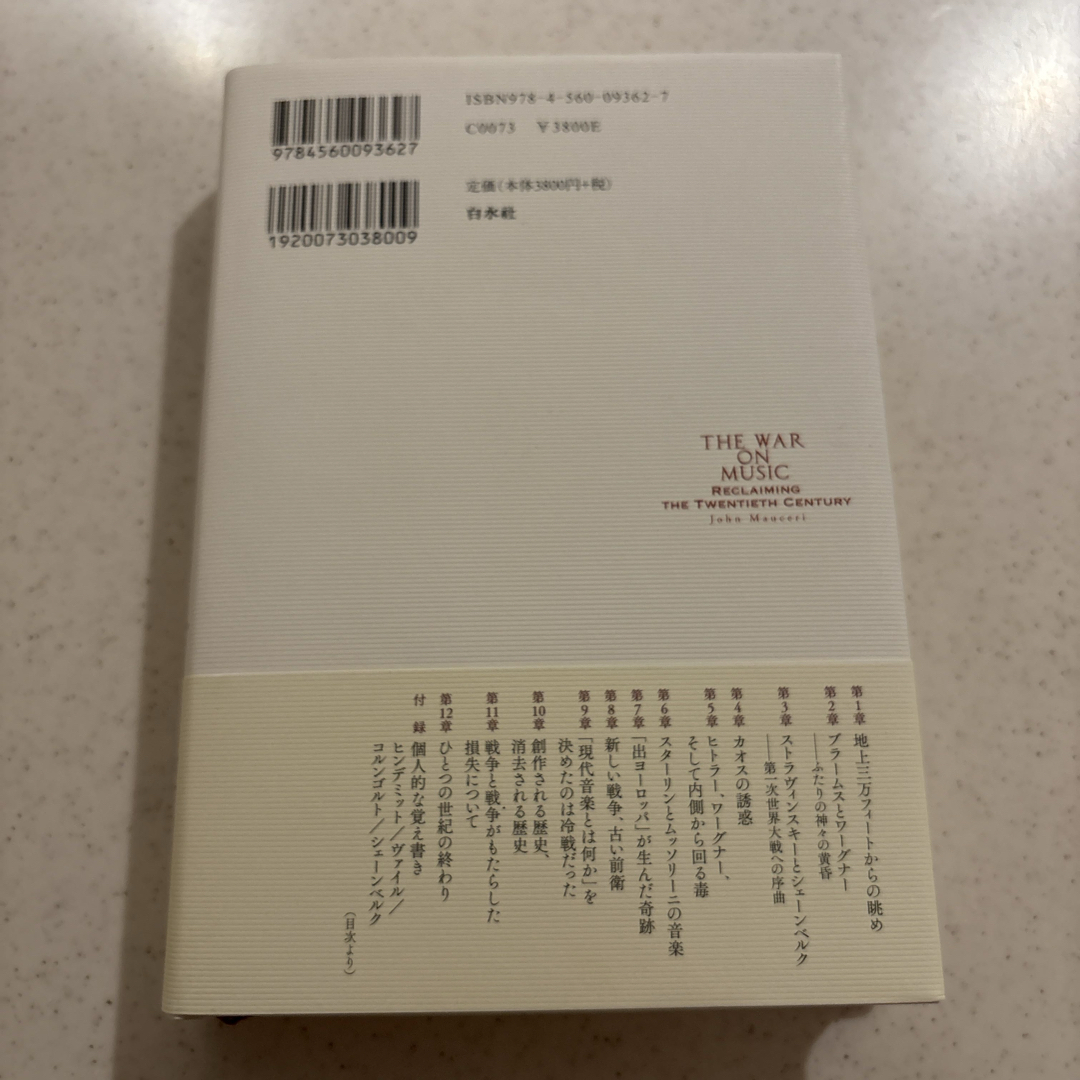 ISBN978-4-560-09362-7
C0073 ¥3800E
9784560093627
定価(本体3800円+税)
白水社
1920073038009
THE WAR
ON
MUSIC
RECLAIMING
THE TWENTIETH CENTURY
John Mauceri
第1章 地上三万フィートからの眺め
第2章 ブラームスとワーグナー
――ふたりの神々の黄昏
第3章 ストラヴィンスキーとシェーンベルク
――第一次世界大戦への序曲
第4章 カオスの誘惑
第5章 ヒトラー、ワーグナー、
そして内側から回る毒
第6章 スターリンとムッソリーニの音楽
第7章 「出ヨーロッパ」が生んだ奇跡
第8章 新しい戦争、古い前衛
第9章 「現代音楽とは何か」を
決めたのは冷戦だった
第10章 創作される歴史、
消去される歴史
第11章 戦争と戦争がもたらした
損失について
第12章 ひとつの世紀の終わり
付 録 個人的な覚え書き
ヒンデミット/ヴァイル/
コルンゴルト/シェーンベルク
(目次より)